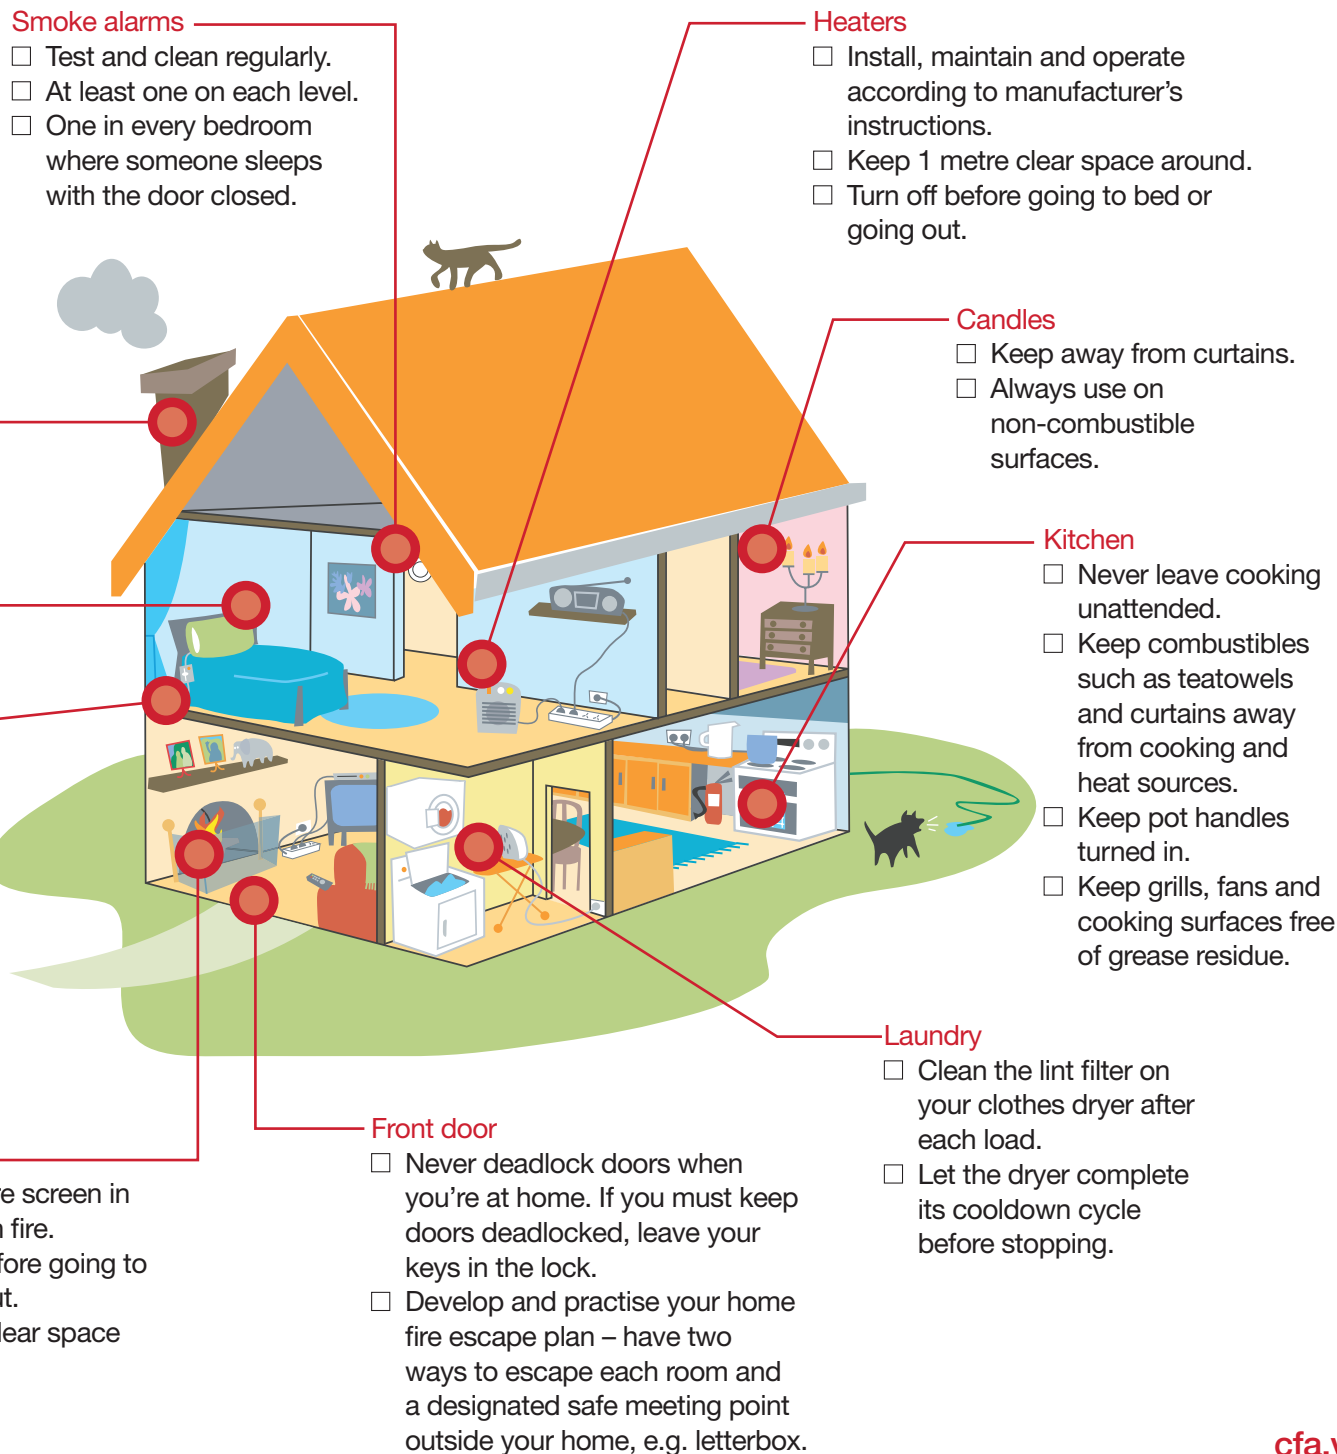 Smoke alarms
Test and clean regularly.
At least one on each level.
One in every bedroom
where someone sleeps
with the door closed.
Heaters
Install, maintain and operate
according to manufacturer’s
instructions.
Keep 1 metre clear space around.
Turn off before going to bed or
going out.
Candles
Keep away from curtains.
Always use on
non-combustible
surfaces.
Kitchen
Never leave cooking
unattended.
Keep combustibles
such as teatowels
and curtains away
from cooking and
heat sources.
Keep pot handles
turned in.
Keep grills, fans and
cooking surfaces free
of grease residue.
Laundry
Clean the lint filter on
your clothes dryer after
each load.
Let the dryer complete
its cooldown cycle
before stopping.
Front door
Never deadlock doors when
you’re at home. If you must keep
doors deadlocked, leave your
keys in the lock.
Develop and practise your home
fire escape plan – have two
ways to escape each room and
a designated safe meeting point
outside your home, e.g. letterbox.
screen in
fire.
going to
space